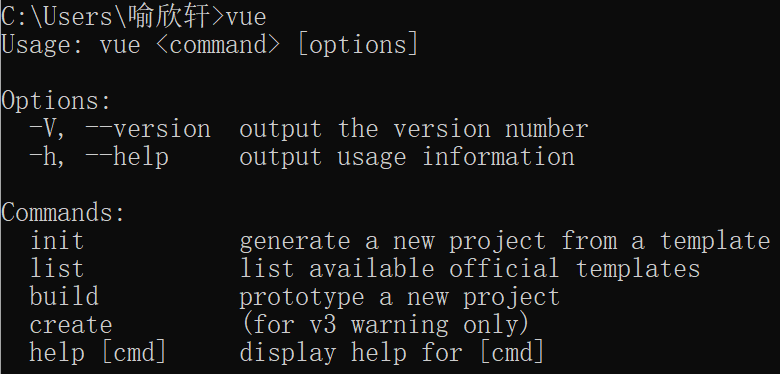 C:\Users\喻欣轩>vue
Usage: vue <command> [options]
Options:
-V, --version output the version number
-h, --help output usage information
Commands:
init generate a new project from a template
list list available official templates
build prototype a new project
create (for v3 warning only)
help [cmd] display help for [cmd]